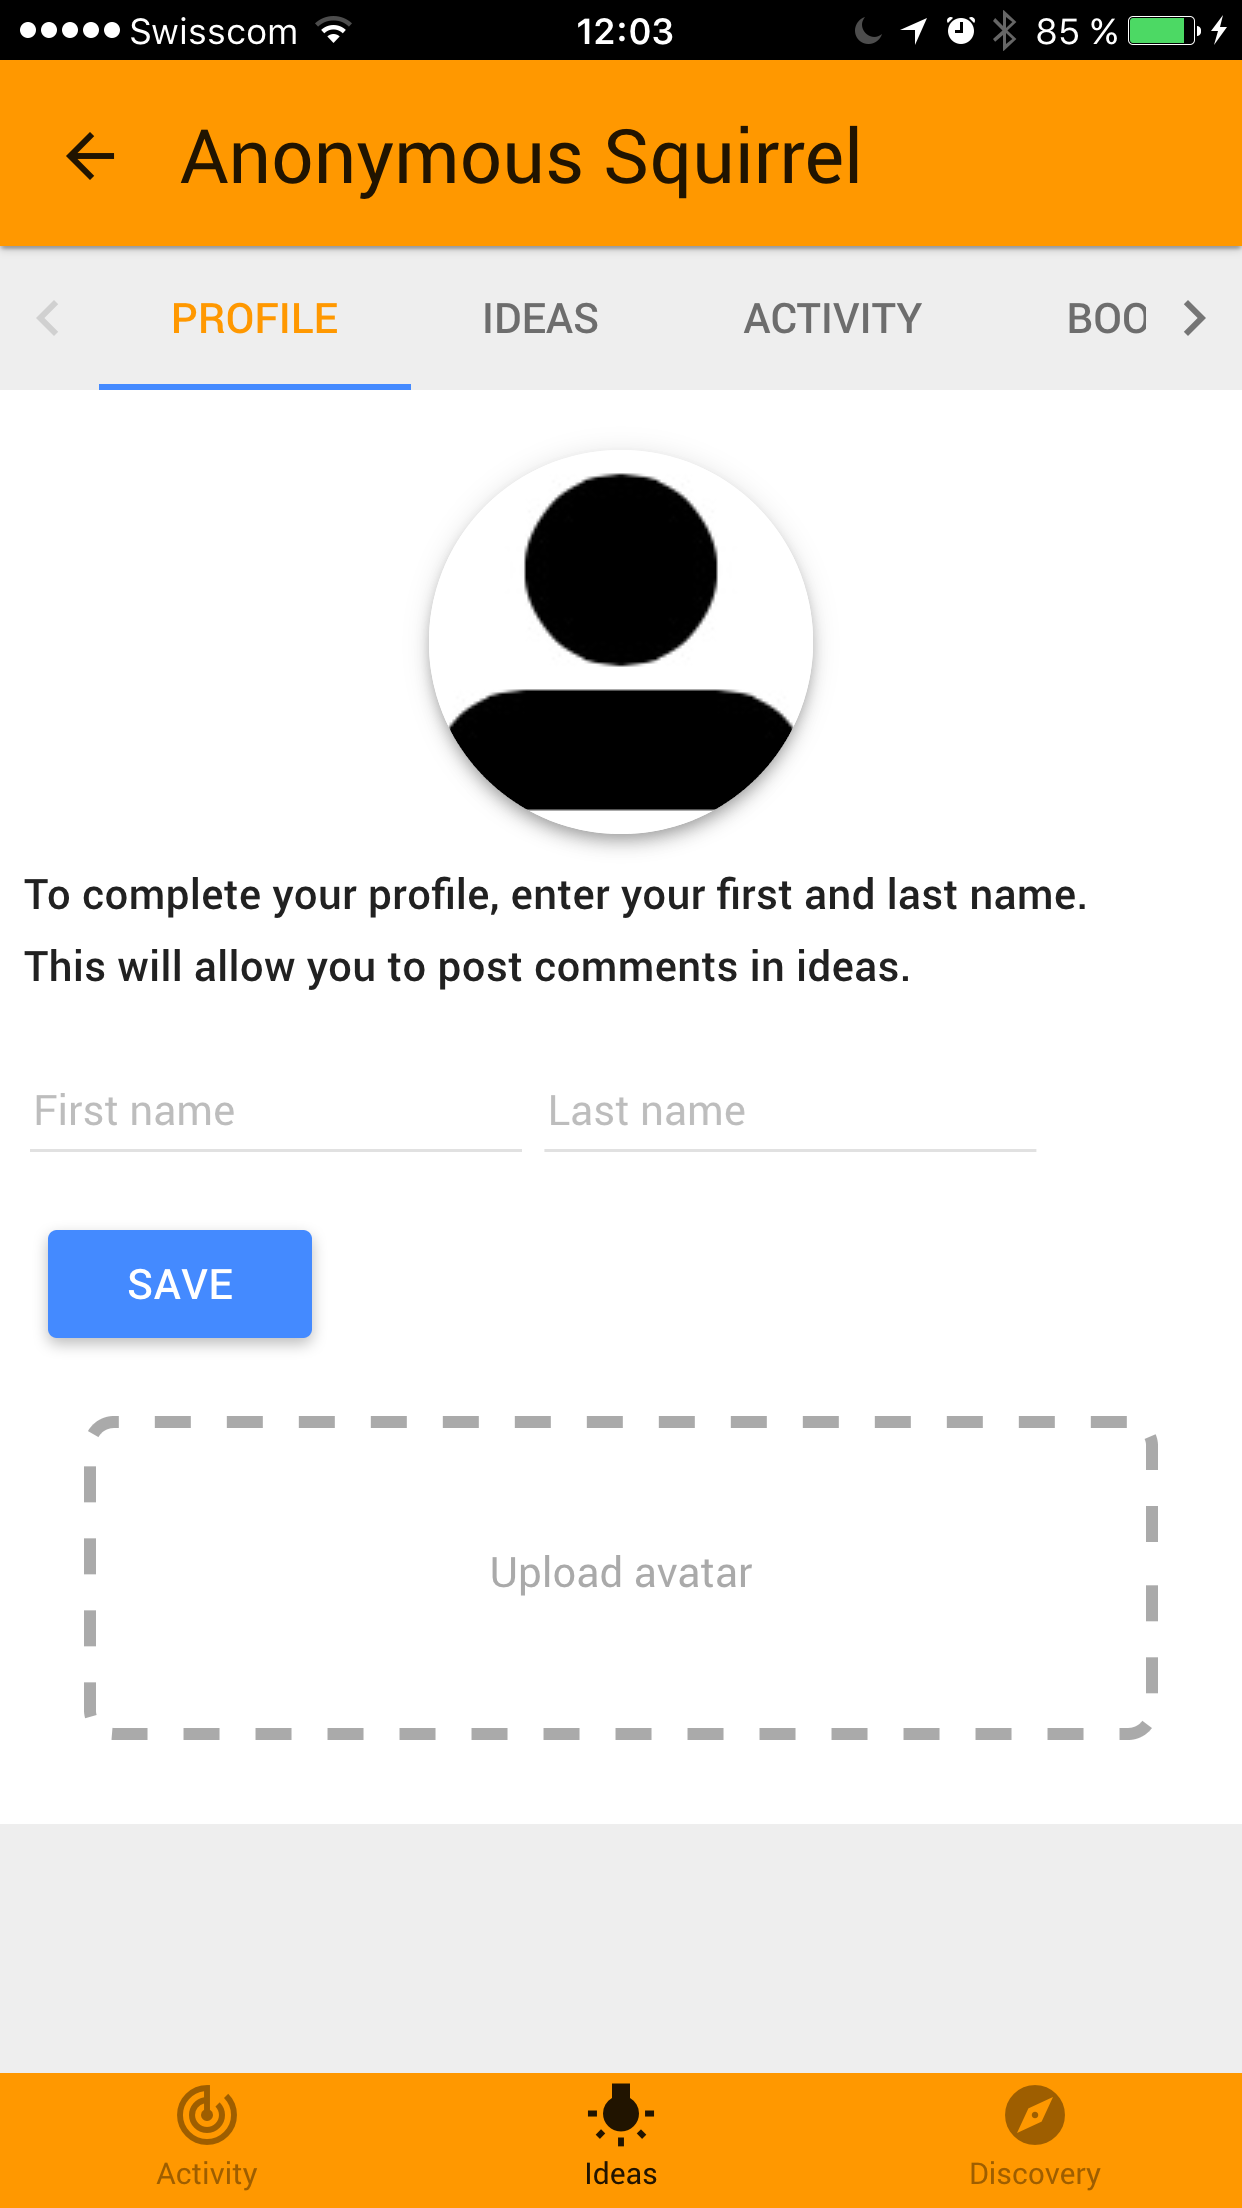 Swisscom 12:03 85 %
Anonymous Squirrel
PROFILE IDEAS ACTIVITY BOO
To complete your profile, enter your first and last name.
This will allow you to post comments in ideas.
First name Last name
SAVE
Upload avatar
Activity Ideas Discovery